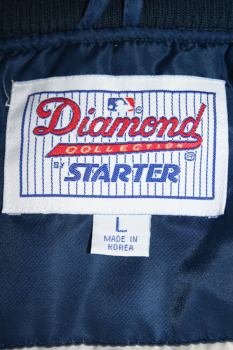 Diamond
COLLECTION
BY STARTER
®
L
MADE IN
KOREA